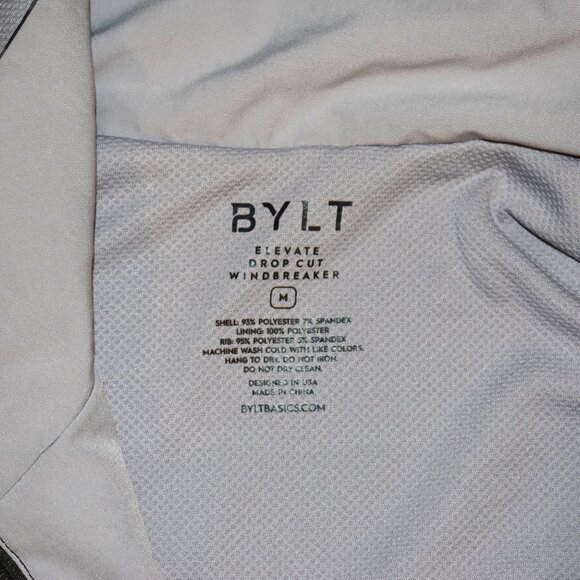 BYLT
ELEVATE
DROP CUT
WINDBREAKER
M
SHELL: 93% POLYESTER 7% SPANDEX
LINING: 100% POLYESTER
RIB: 95% POLYESTER 5% SPANDEX
MACHINE WASH COLD WITH LIKE COLORS.
HANG TO DRY. DO NOT IRON.
DO NOT DRY CLEAN.
DESIGNED IN USA
MADE IN CHINA
BYLTBASICS.COM